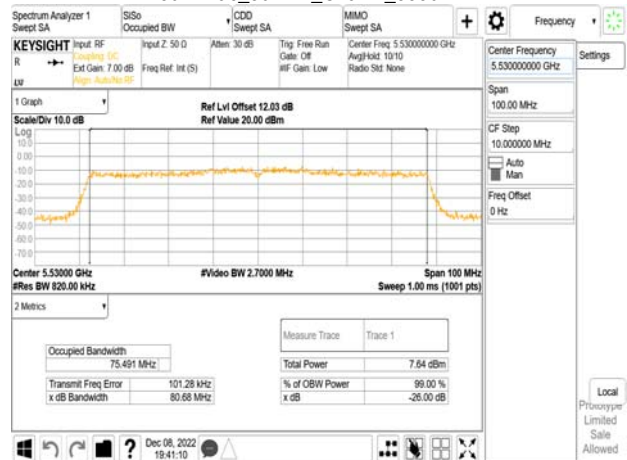 Spectrum Analyzer 1
Swept SA
SiSo
Occupied BW
CDD
Swept SA
MIMO
Swept SA
+
Frequency
KEYSIGHT
R
Input: RF
Coupling: DC
Ext Gain: 7.00 dB
Align: Auto/No RF
Input Z: 50 Ω
Freq Ref: Int (S)
Atten: 30 dB
Trig: Free Run
Gate: Off
#IF Gain: Low
Center Freq: 5.530000000 GHz
Avg|Hold: 10/10
Radio Std: None
1 Graph
Scale/Div 10.0 dB
Ref Lvl Offset 12.03 dB
Ref Value 20.00 dBm
Log
10.0
0.00
-10.0
-20.0
-30.0
-40.0
-50.0
-60.0
-70.0
Center 5.53000 GHz
#Res BW 820.00 kHz
#Video BW 2.7000 MHz
Span 100 MHz
Sweep 1.00 ms (1001 pts)
2 Metrics
Measure Trace
Trace 1
Occupied Bandwidth
75.491 MHz
Total Power
7.64 dBm
Transmit Freq Error
101.28 kHz
% of OBW Power
99.00 %
x dB Bandwidth
80.68 MHz
x dB
-26.00 dB
Center Frequency
5.530000000 GHz
Settings
Span
100.00 MHz
CF Step
10.000000 MHz
Auto
Man
Freq Offset
0 Hz
Local
Prototype
Limited
Sale
Allowed
?
Dec 08, 2022
19:41:10